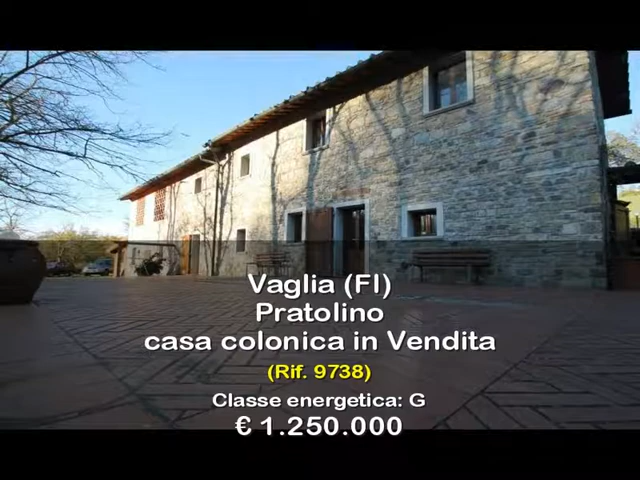 Vaglia (FI)
Pratolino
casa colonica in Vendita
(Rif. 9738)
Classe energetica: G
€ 1.250.000